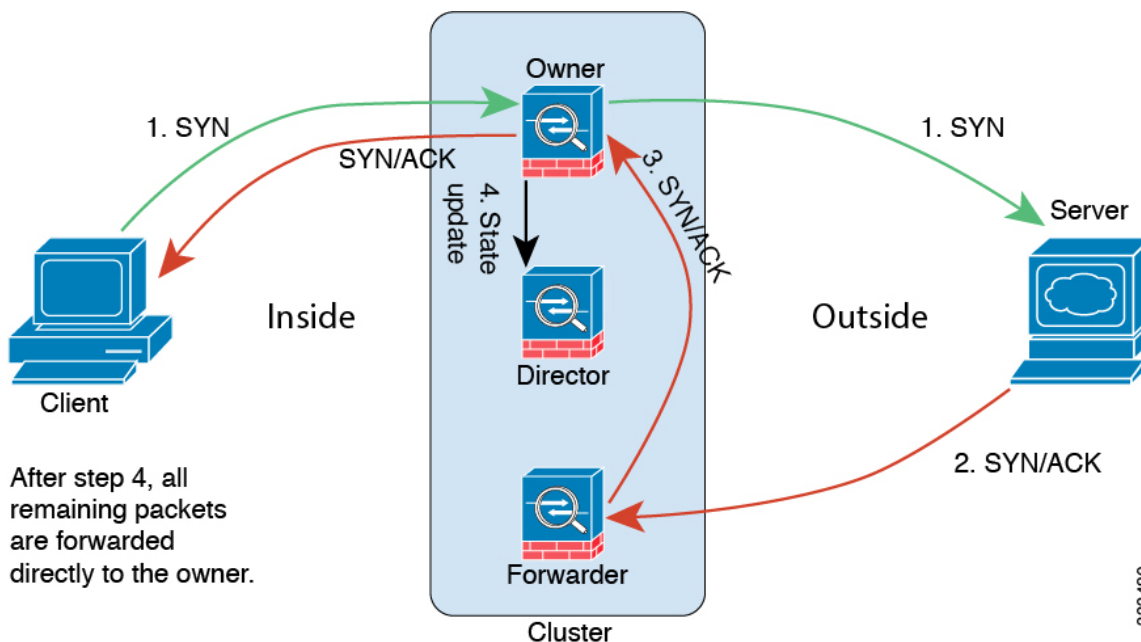 Owner
1. SYN
1. SYN
SYN/ACK
3. SYN/ACK
4. State
update
Server
Inside
Outside
Director
Client
2. SYN/ACK
After step 4, all
remaining packets
are forwarded
directly to the owner.
Forwarder
Cluster